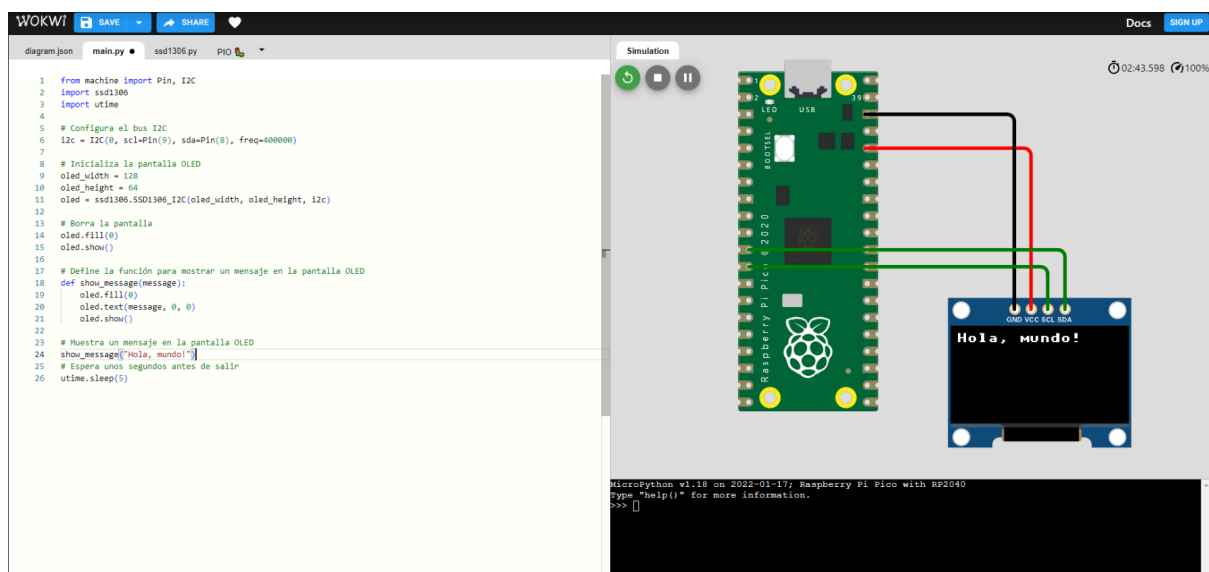 WOKWI SAVE SHARE Docs SIGN UP
diagram.json main.py ● ssd1306.py PIO
1 from machine import Pin, I2C
2 import ssd1306
3 import utime
4
5 # Configura el bus I2C
6 i2c = I2C(0, scl=Pin(9), sda=Pin(8), freq=400000)
7
8 # Inicializa la pantalla OLED
9 oled_width = 128
10 oled_height = 64
11 oled = ssd1306.SSD1306_I2C(oled_width, oled_height, i2c)
12
13 # Borra la pantalla
14 oled.fill(0)
15 oled.show()
16
17 # Define la función para mostrar un mensaje en la pantalla OLED
18 def show_message(message):
19     oled.fill(0)
20     oled.text(message, 0, 0)
21     oled.show()
22
23 # Muestra un mensaje en la pantalla OLED
24 show_message("Hola, mundo!")
25 # Espera unos segundos antes de salir
26 utime.sleep(5)
Simulation
02:43.598 100%
1
2 39
LED USB
BOOTSEL
Raspberry Pi Pico © 2020
GND VCC SCL SDA
Hola, mundo!
MicroPython v1.18 on 2022-01-17; Raspberry Pi Pico with RP2040
Type "help()" for more information.
>>>